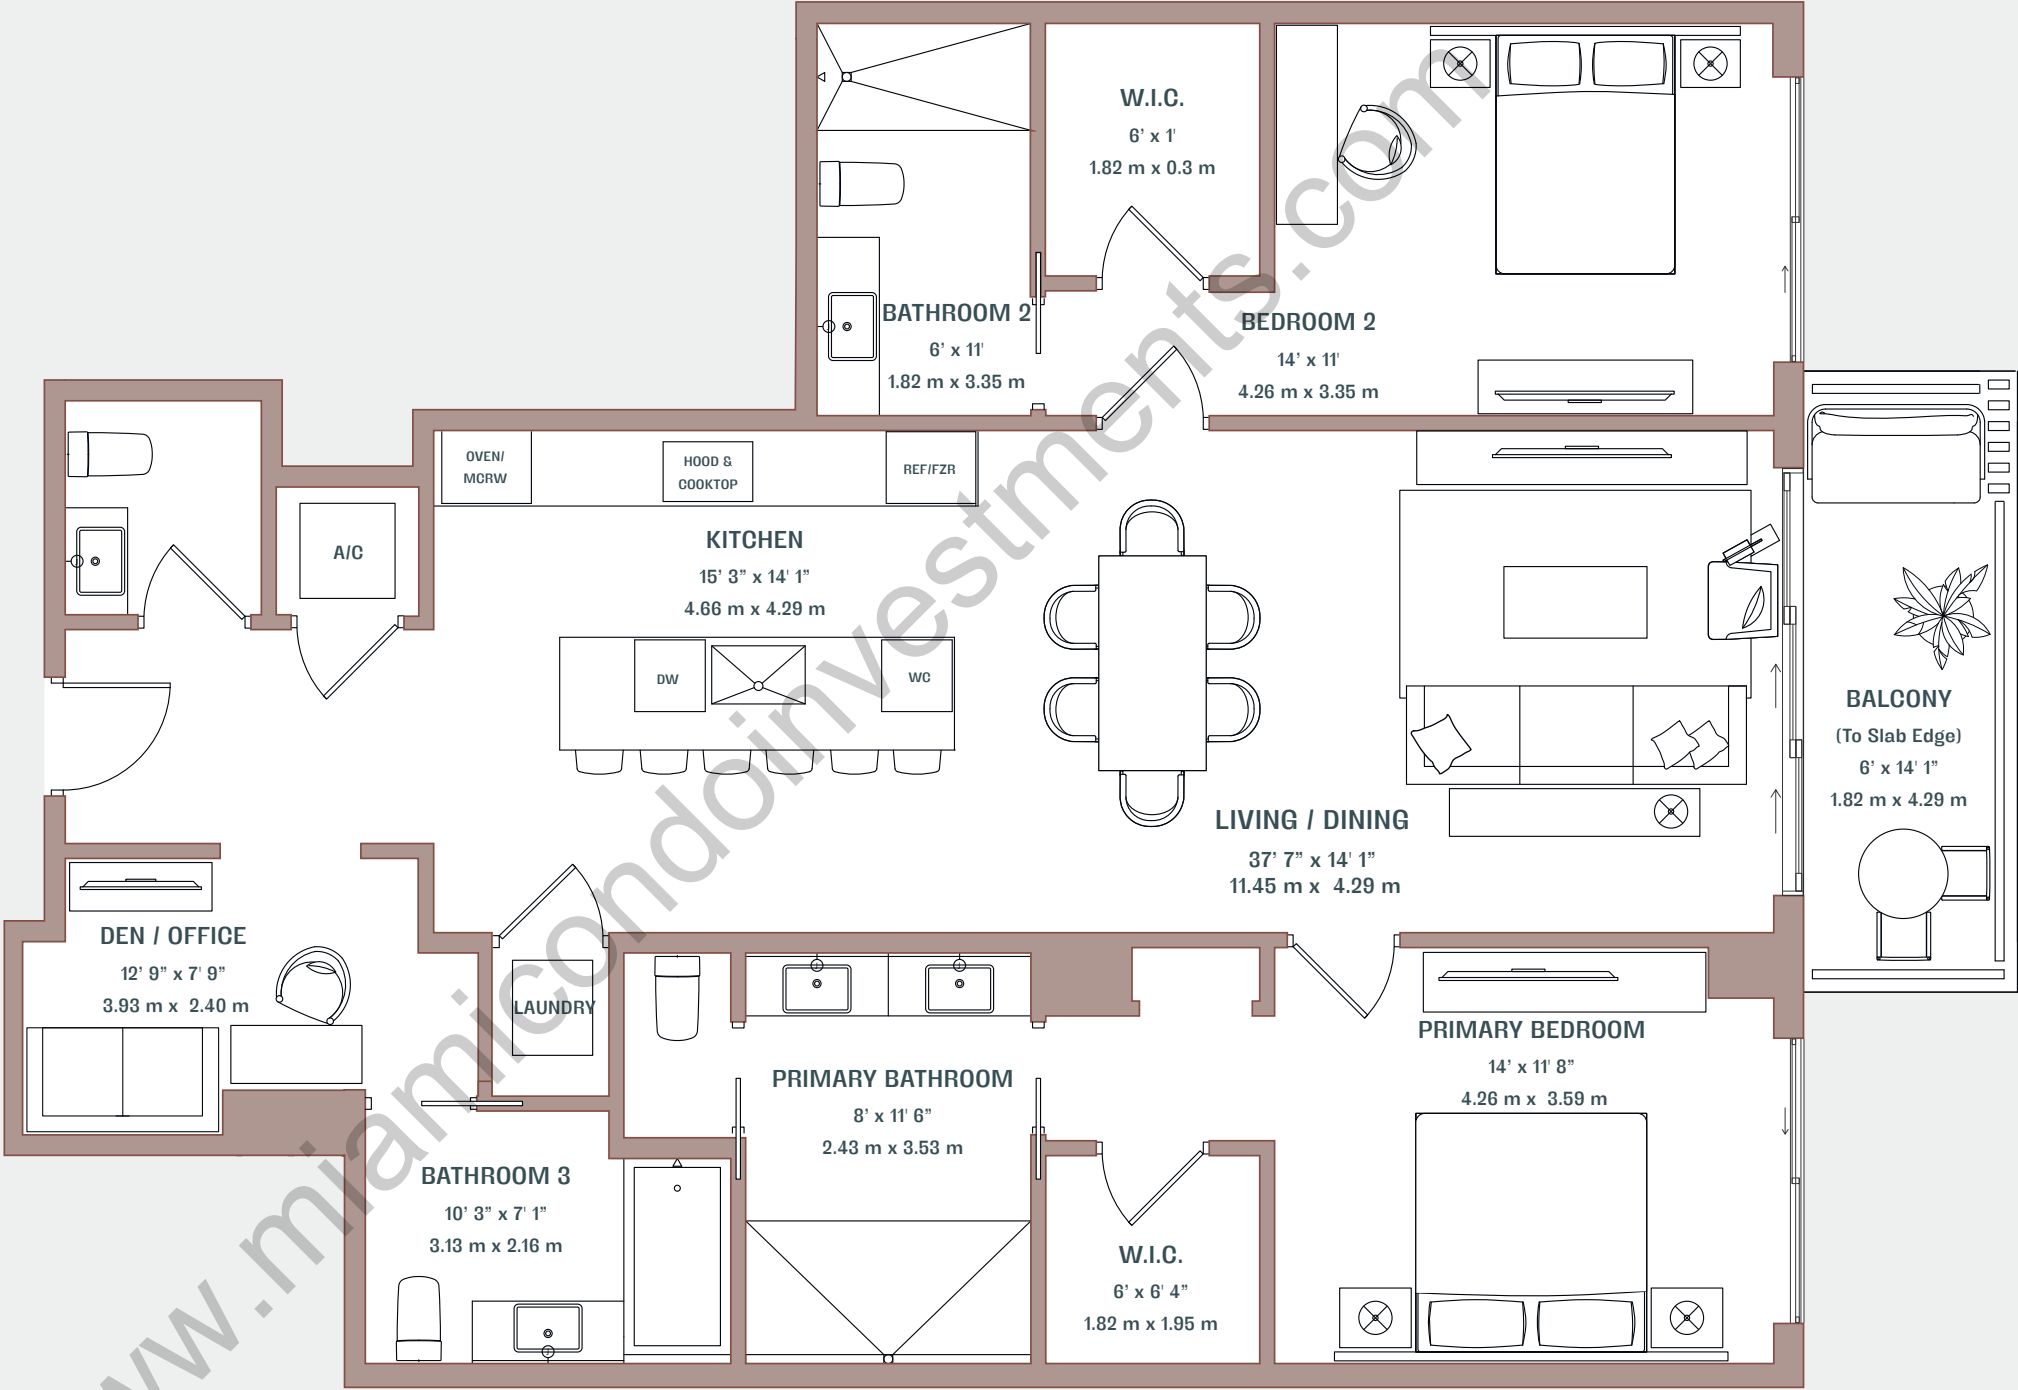 W.I.C.
6’ x 1'
1.82 m x 0.3 m
BATHROOM 2
6’ x 11'
1.82 m x 3.35 m
BEDROOM 2
14’ x 11'
4.26 m x 3.35 m
A/C
OVEN/
MCRW
HOOD &
COOKTOP
REF/FZR
KITCHEN
15' 3” x 14' 1”
4.66 m x 4.29 m
DW
WC
LIVING / DINING
37’ 7” x 14' 1”
11.45 m x 4.29 m
BALCONY
(To Slab Edge)
6’ x 14' 1”
1.82 m x 4.29 m
DEN / OFFICE
12’ 9” x 7' 9”
3.93 m x 2.40 m
LAUNDRY
PRIMARY BATHROOM
8’ x 11' 6”
2.43 m x 3.53 m
PRIMARY BEDROOM
14’ x 11' 8”
4.26 m x 3.59 m
BATHROOM 3
10’ 3” x 7' 1”
3.13 m x 2.16 m
W.I.C.
6’ x 6' 4”
1.82 m x 1.95 m
www.miamicondoinvestments.com